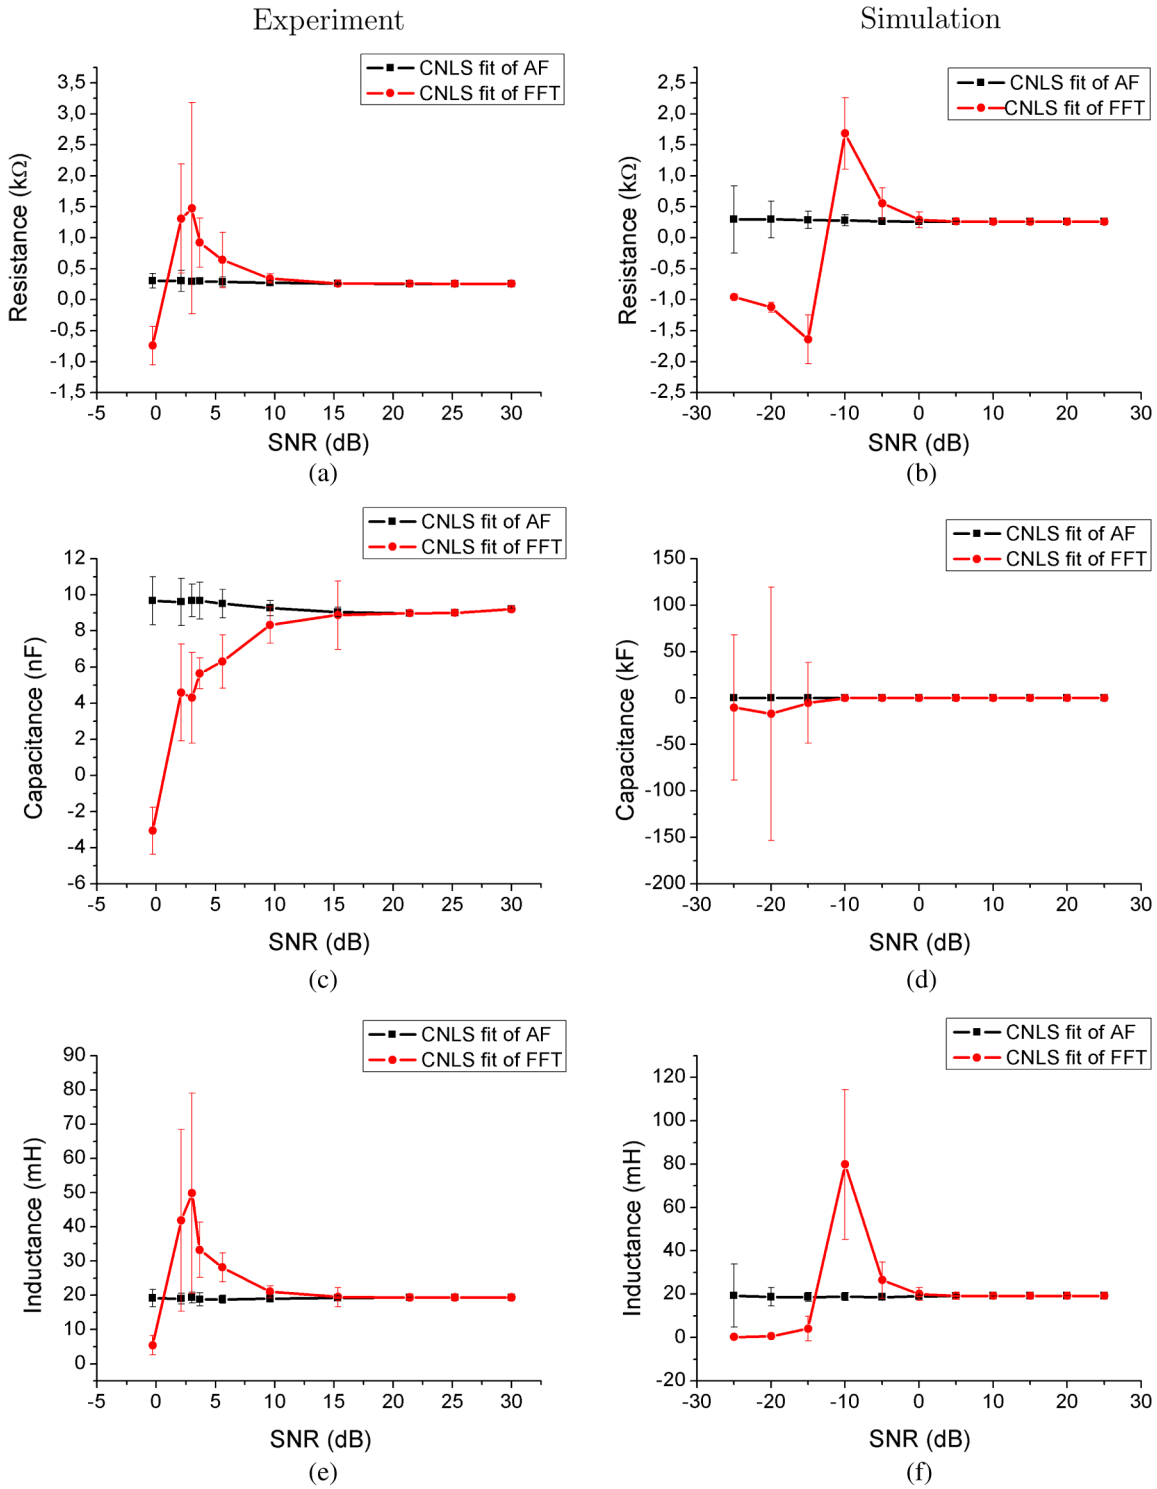 Experiment
Simulation
CNLS fit of AF
CNLS fit of FFT
3,5
3,0
2,5
2,0
1,5
1,0
0,5
0,0
-0,5
-1,0
-1,5
Resistance (kΩ)
-5 0 5 10 15 20 25 30
SNR (dB)
(a)
CNLS fit of AF
CNLS fit of FFT
2,5
2,0
1,5
1,0
0,5
0,0
-0,5
-1,0
-1,5
-2,0
-2,5
Resistance (kΩ)
-30 -20 -10 0 10 20 30
SNR (dB)
(b)
CNLS fit of AF
CNLS fit of FFT
12
10
8
6
4
2
0
-2
-4
-6
Capacitance (nF)
-5 0 5 10 15 20 25 30
SNR (dB)
(c)
CNLS fit of AF
CNLS fit of FFT
150
100
50
0
-50
-100
-150
-200
Capacitance (kF)
-30 -20 -10 0 10 20 30
SNR (dB)
(d)
CNLS fit of AF
CNLS fit of FFT
90
80
70
60
50
40
30
20
10
0
Inductance (mH)
-5 0 5 10 15 20 25 30
SNR (dB)
(e)
CNLS fit of AF
CNLS fit of FFT
120
100
80
60
40
20
0
-20
Inductance (mH)
-30 -20 -10 0 10 20 30
SNR (dB)
(f)